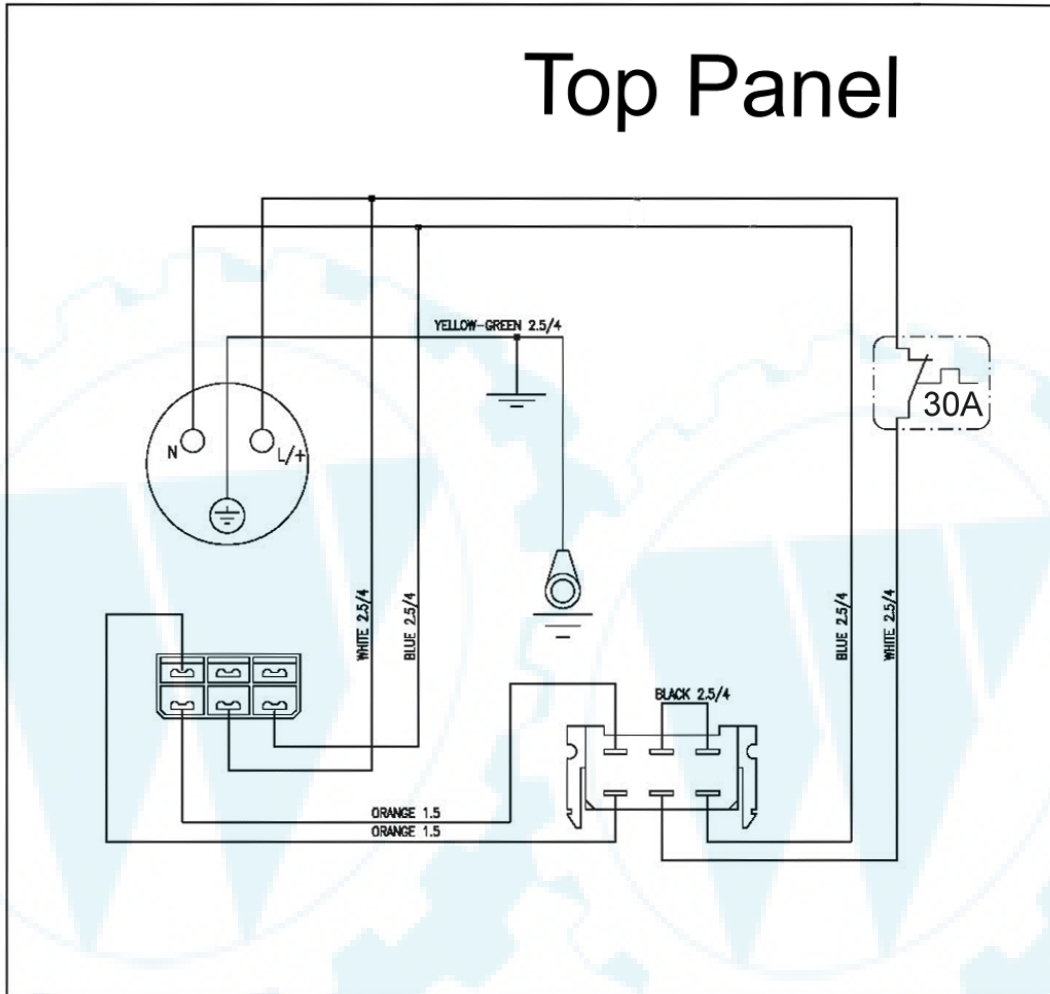 Top Panel
YELLOW-GREEN 2.5/4
N
L/+
30A
WHITE 2.5/4
BLUE 2.5/4
BLUE 2.5/4
WHITE 2.5/4
BLACK 2.5/4
ORANGE 1.5
ORANGE 1.5